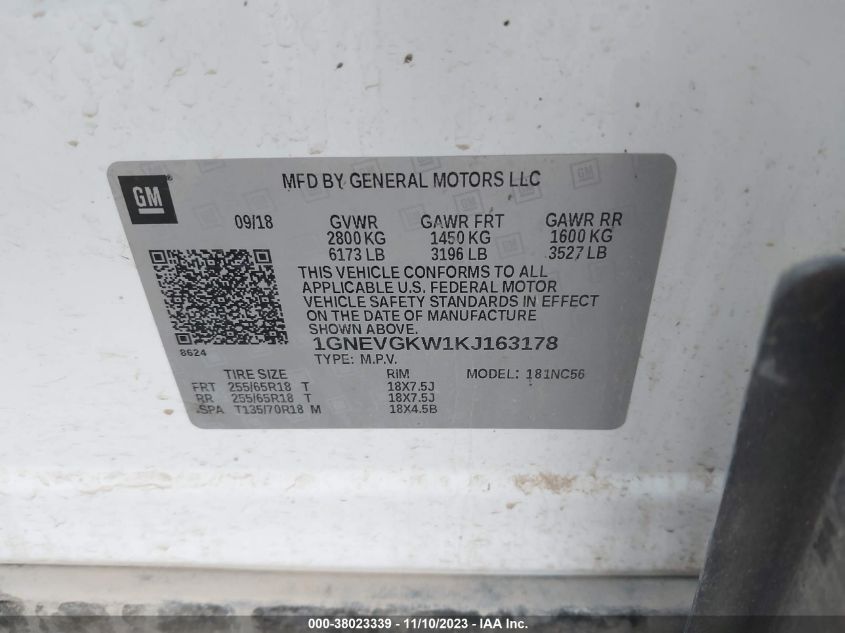 GM ®
MFD BY GENERAL MOTORS LLC
09/18 GVWR GAWR FRT GAWR RR
2800 KG 1450 KG 1600 KG
6173 LB 3196 LB 3527 LB
THIS VEHICLE CONFORMS TO ALL
APPLICABLE U.S. FEDERAL MOTOR
VEHICLE SAFETY STANDARDS IN EFFECT
ON THE DATE OF MANUFACTURE
SHOWN ABOVE.
8624
1GNEVGKW1KJ163178
TYPE: M.P.V.
TIRE SIZE RIM MODEL: 181NC56
FRT 255/65R18 T 18X7.5J
RR 255/65R18 T 18X7.5J
SPA T135/70R18 M 18X4.5B
000-38023339 - 11/10/2023 - IAA Inc.